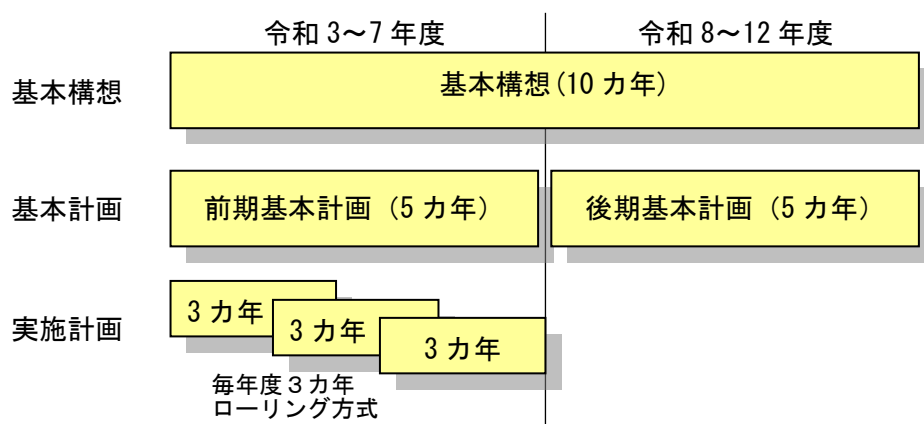 令和 3～7 年度
令和 8～12 年度
基本構想
基本構想(10 カ年)
基本計画
前期基本計画（5 カ年）
後期基本計画（5 カ年）
実施計画
3 カ年
3 カ年
3 カ年
毎年度３カ年
ローリング方式